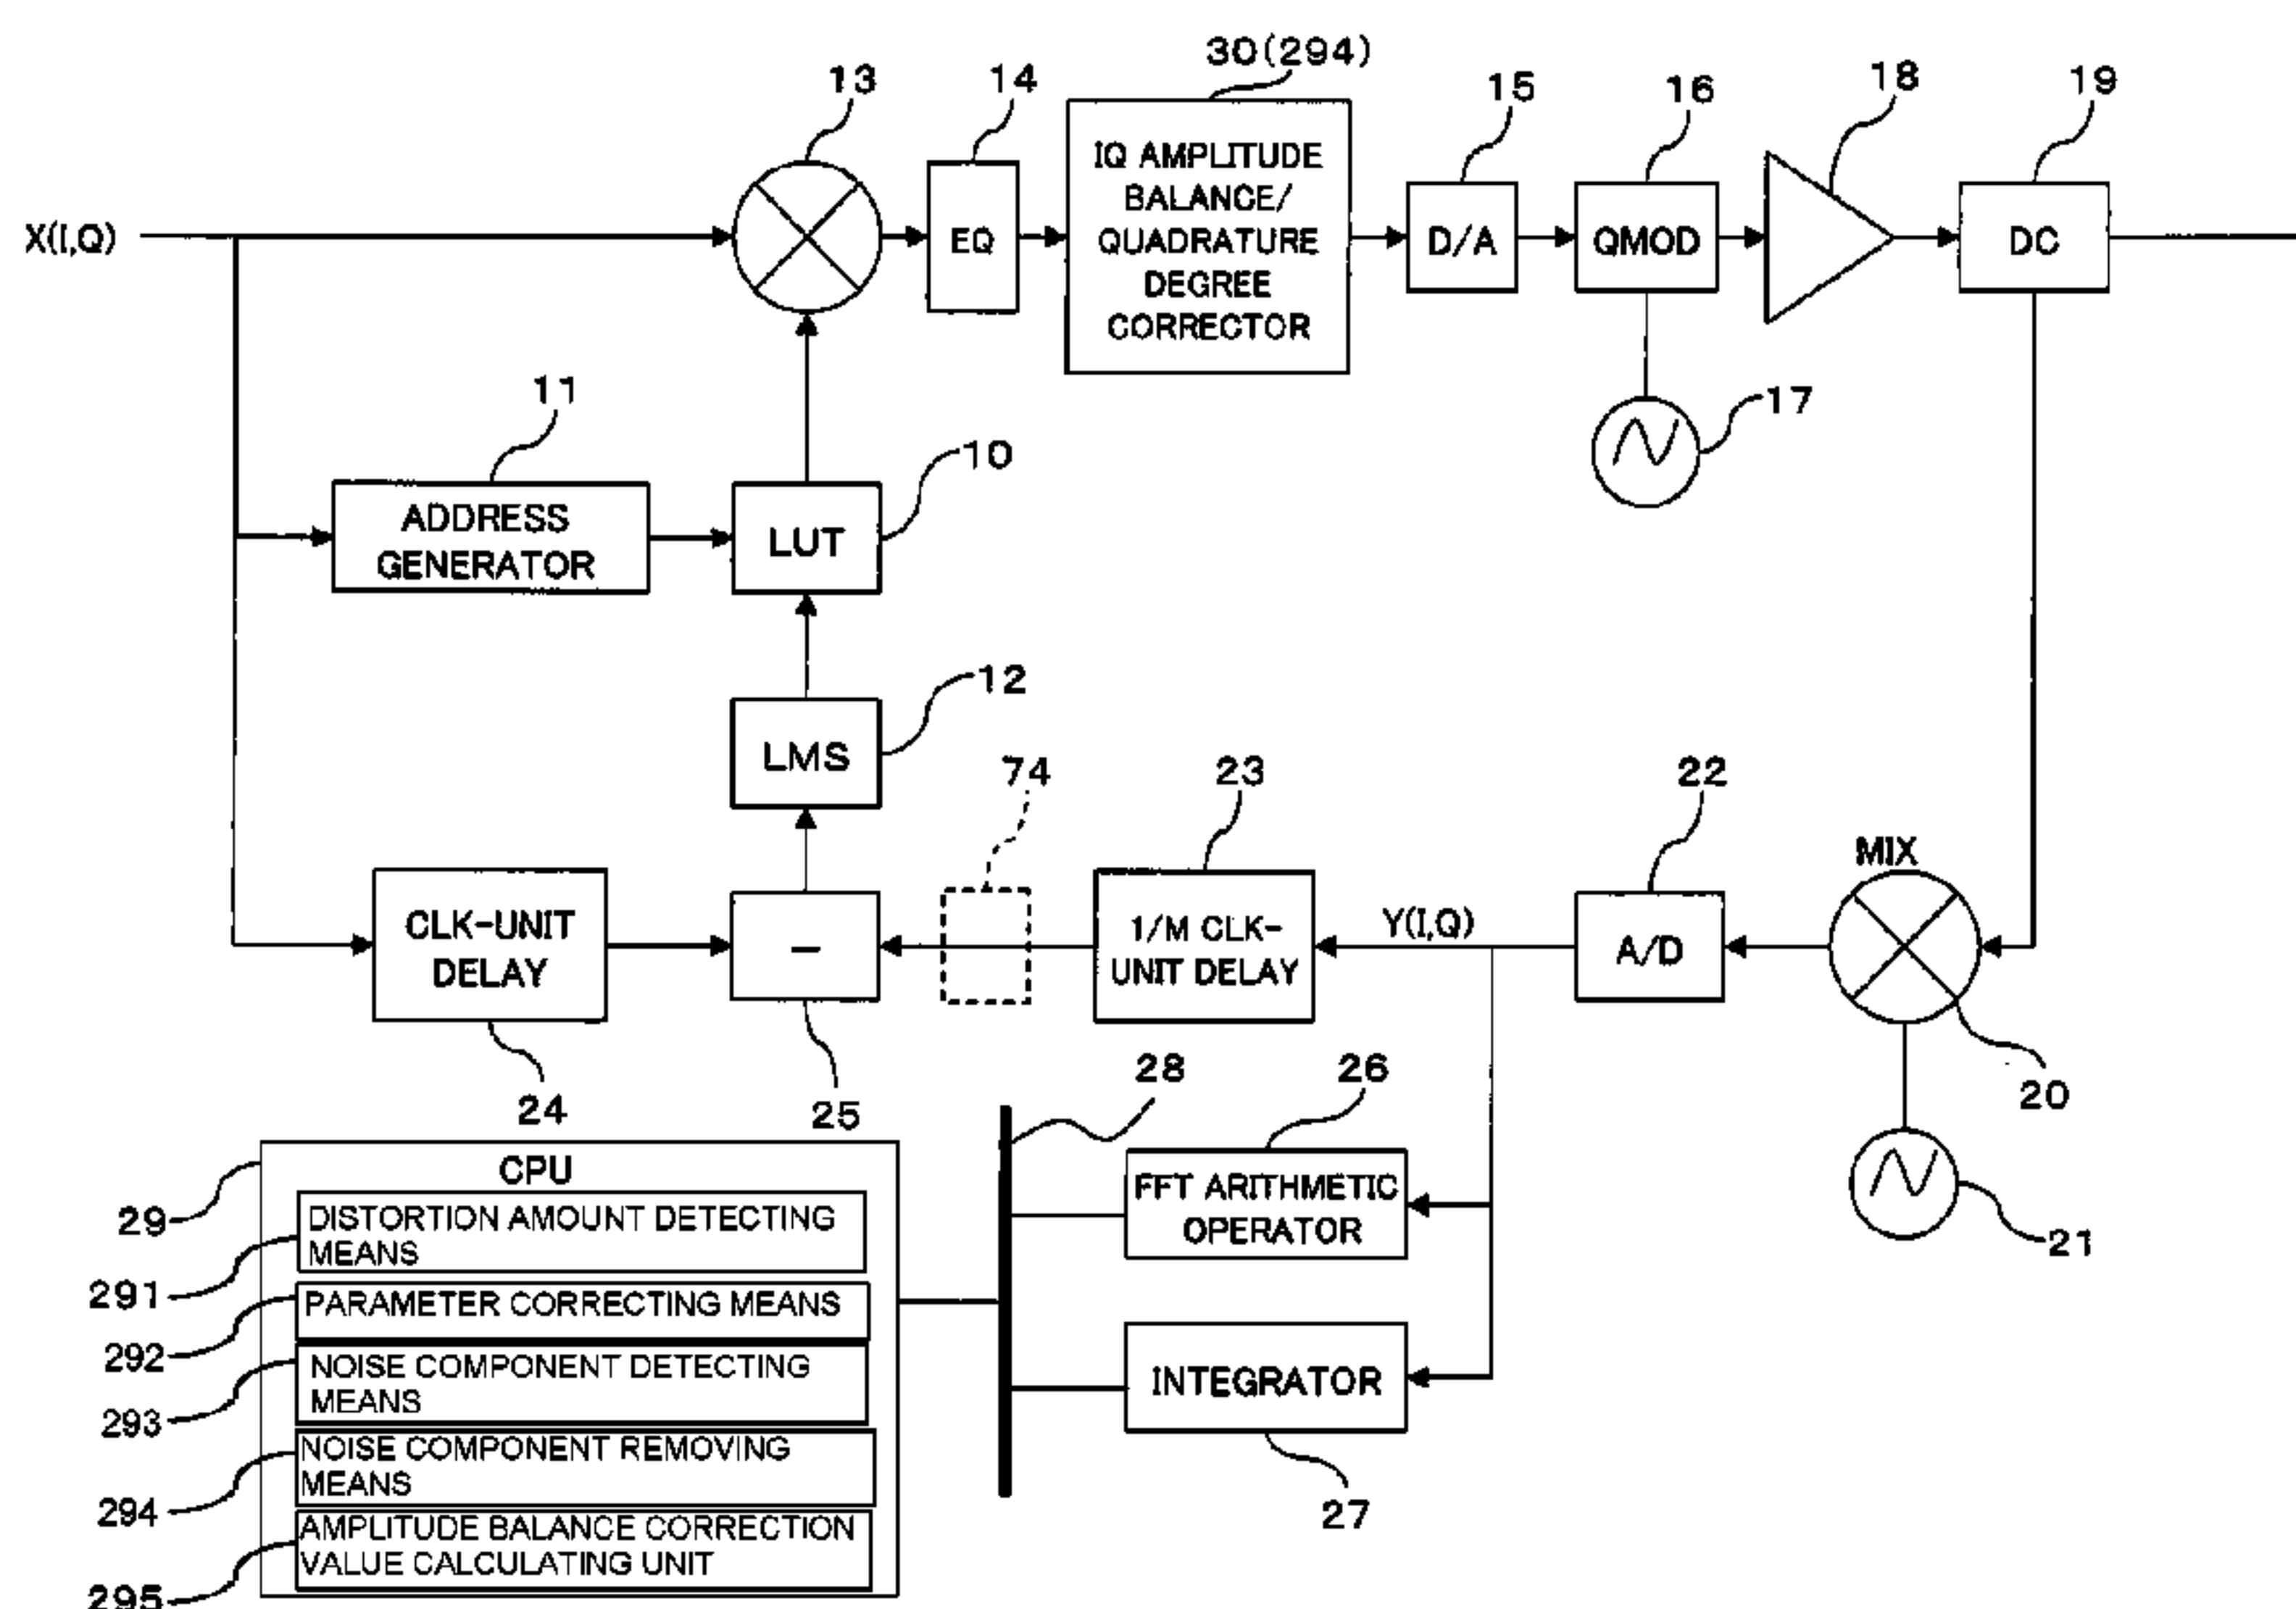 30(294)
13
14
15
16
18
19
X(I,Q)
EQ
IQ AMPLITUDE
BALANCE/
QUADRATURE
DEGREE
CORRECTOR
D/A
QMOD
DC
17
11
10
ADDRESS
GENERATOR
LUT
12
LMS
74
23
22
MIX
CLK-UNIT
DELAY
−
1/M CLK-
UNIT DELAY
Y(I,Q)
A/D
24
25
28
26
20
CPU
29
DISTORTION AMOUNT DETECTING
MEANS
291
PARAMETER CORRECTING MEANS
292
NOISE COMPONENT DETECTING
MEANS
293
NOISE COMPONENT REMOVING
MEANS
294
AMPLITUDE BALANCE CORRECTION
VALUE CALCULATING UNIT
295
FFT ARITHMETIC
OPERATOR
21
INTEGRATOR
27